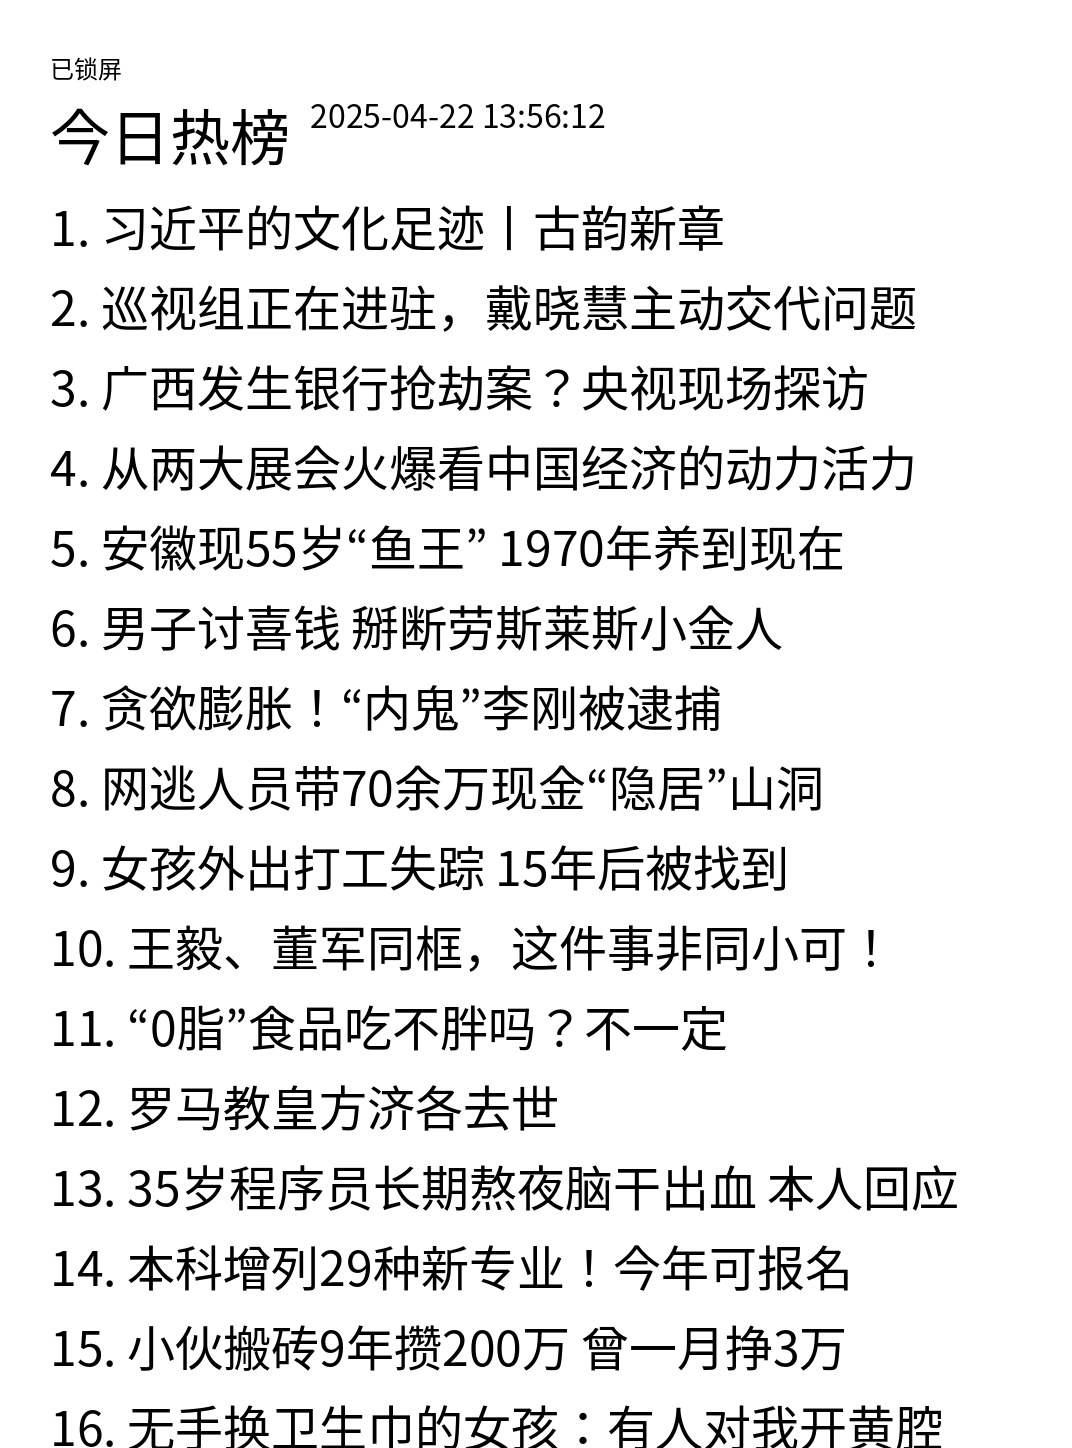 已锁屏
今日热榜 2025-04-22 13:56:12
1. 习近平的文化足迹丨古韵新章
2. 巡视组正在进驻，戴晓慧主动交代问题
3. 广西发生银行抢劫案？央视现场探访
4. 从两大展会火爆看中国经济的动力活力
5. 安徽现55岁“鱼王” 1970年养到现在
6. 男子讨喜钱 掰断劳斯莱斯小金人
7. 贪欲膨胀！“内鬼”李刚被逮捕
8. 网逃人员带70余万现金“隐居”山洞
9. 女孩外出打工失踪 15年后被找到
10. 王毅、董军同框，这件事非同小可！
11. “0脂”食品吃不胖吗？不一定
12. 罗马教皇方济各去世
13. 35岁程序员长期熬夜脑干出血 本人回应
14. 本科增列29种新专业！今年可报名
15. 小伙搬砖9年攒200万 曾一月挣3万
16. 无手换卫生巾的女孩：有人对我开黄腔